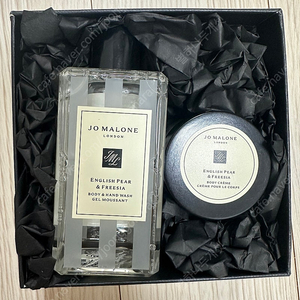 JO MALONE
LONDON
ENGLISH PEAR
& FREESIA
BODY & HAND WASH
GEL MOUSSANT
JO MALONE
LONDON
ENGLISH PEAR
& FREESIA
BODY CRÈME
CRÈME POUR LE CORPS